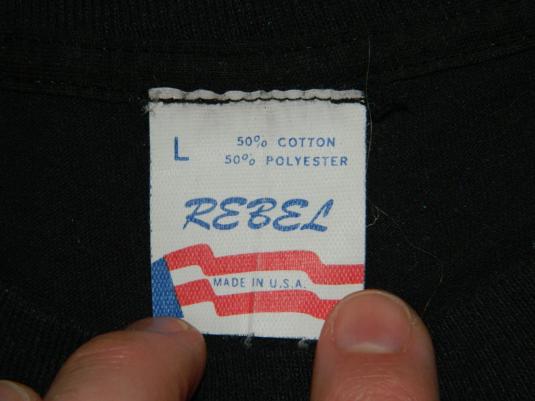 L
50% COTTON
50% POLYESTER
REBEL
MADE IN U.S.A.